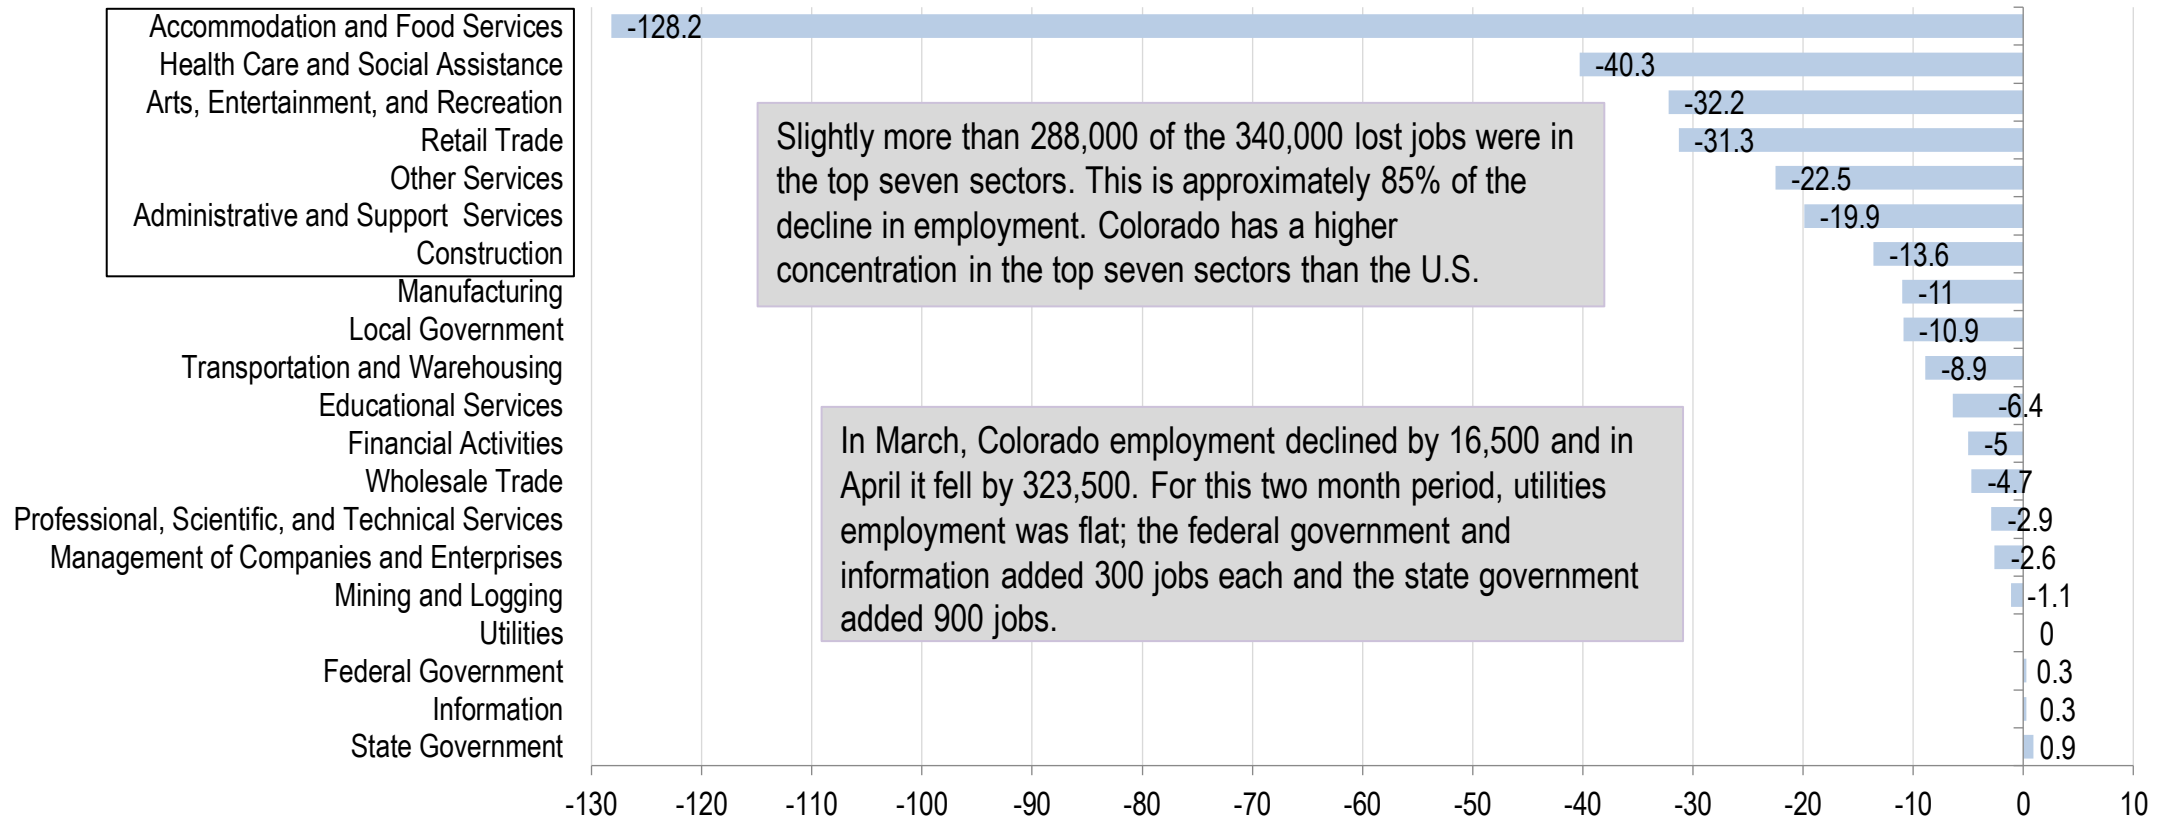 Accommodation and Food Services -128.2
Health Care and Social Assistance -40.3
Arts, Entertainment, and Recreation -32.2
Retail Trade -31.3
Other Services -22.5
Administrative and Support  Services -19.9
Construction -13.6
Manufacturing -11
Local Government -10.9
Transportation and Warehousing -8.9
Educational Services -6.4
Financial Activities -5
Wholesale Trade -4.7
Professional, Scientific, and Technical Services -2.9
Management of Companies and Enterprises -2.6
Mining and Logging -1.1
Utilities 0
Federal Government 0.3
Information 0.3
State Government 0.9
Slightly more than 288,000 of the 340,000 lost jobs were in
the top seven sectors. This is approximately 85% of the
decline in employment. Colorado has a higher
concentration in the top seven sectors than the U.S.
In March, Colorado employment declined by 16,500 and in
April it fell by 323,500. For this two month period, utilities
employment was flat; the federal government and
information added 300 jobs each and the state government
added 900 jobs.
-130 -120 -110 -100 -90 -80 -70 -60 -50 -40 -30 -20 -10 0 10